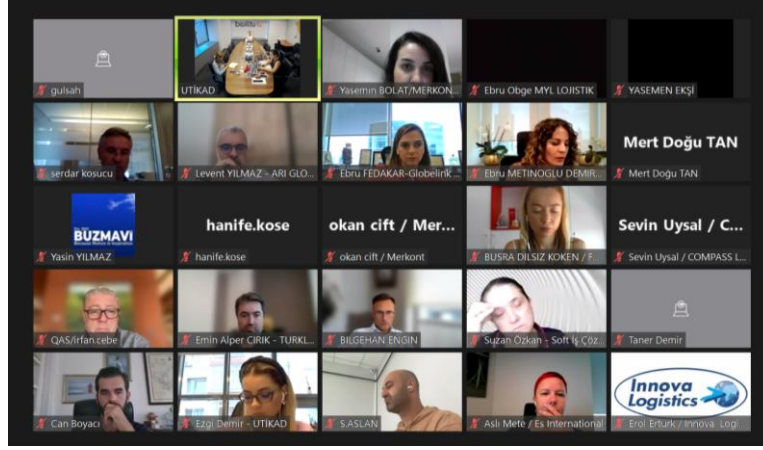 gulsah
UTİKAD
Yasemin BOLAT/MERKON...
Ebru Obge MYL LOJISTIK
YASEMEN EKŞİ
serdar kosucu
Levent YILMAZ - ARI GLO...
Ebru FEDAKAR-Globelink ...
Ebru METINOGLU DEMIR...
Mert Doğu TAN
Mert Doğu TAN
BUZMAVİ
Yasin YILMAZ
hanife.kose
hanife.kose
okan cift / Mer...
okan cift / Merkont
BUSRA DILSIZ KOKEN / F...
Sevin Uysal / C...
Sevin Uysal / COMPASS L...
QAS/irfan.cebe
Emin Alper CIRIK - TURKL...
BILGEHAN ENGIN
Suzan Özkan - Soft İş Çöz...
Taner Demir
Can Boyacı
Ezgi Demir - UTİKAD
S.ASLAN
Aslı Mete / Es International
Innova
Logistics
Erol Erturk / Innova Logi...